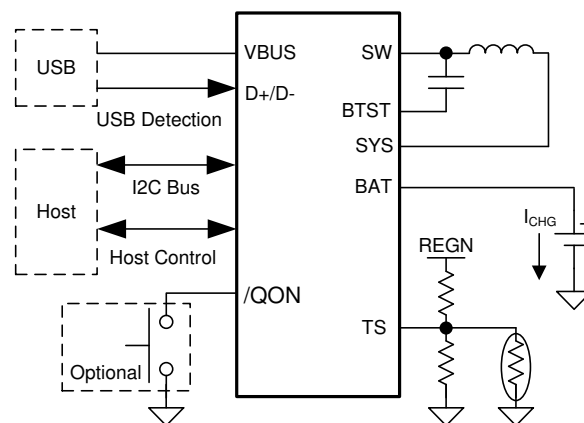 USB
VBUS
D+/D-
USB Detection
I2C Bus
Host
Host Control
/QON
Optional
SW
BTST
SYS
BAT
ICHG
REGN
TS
+